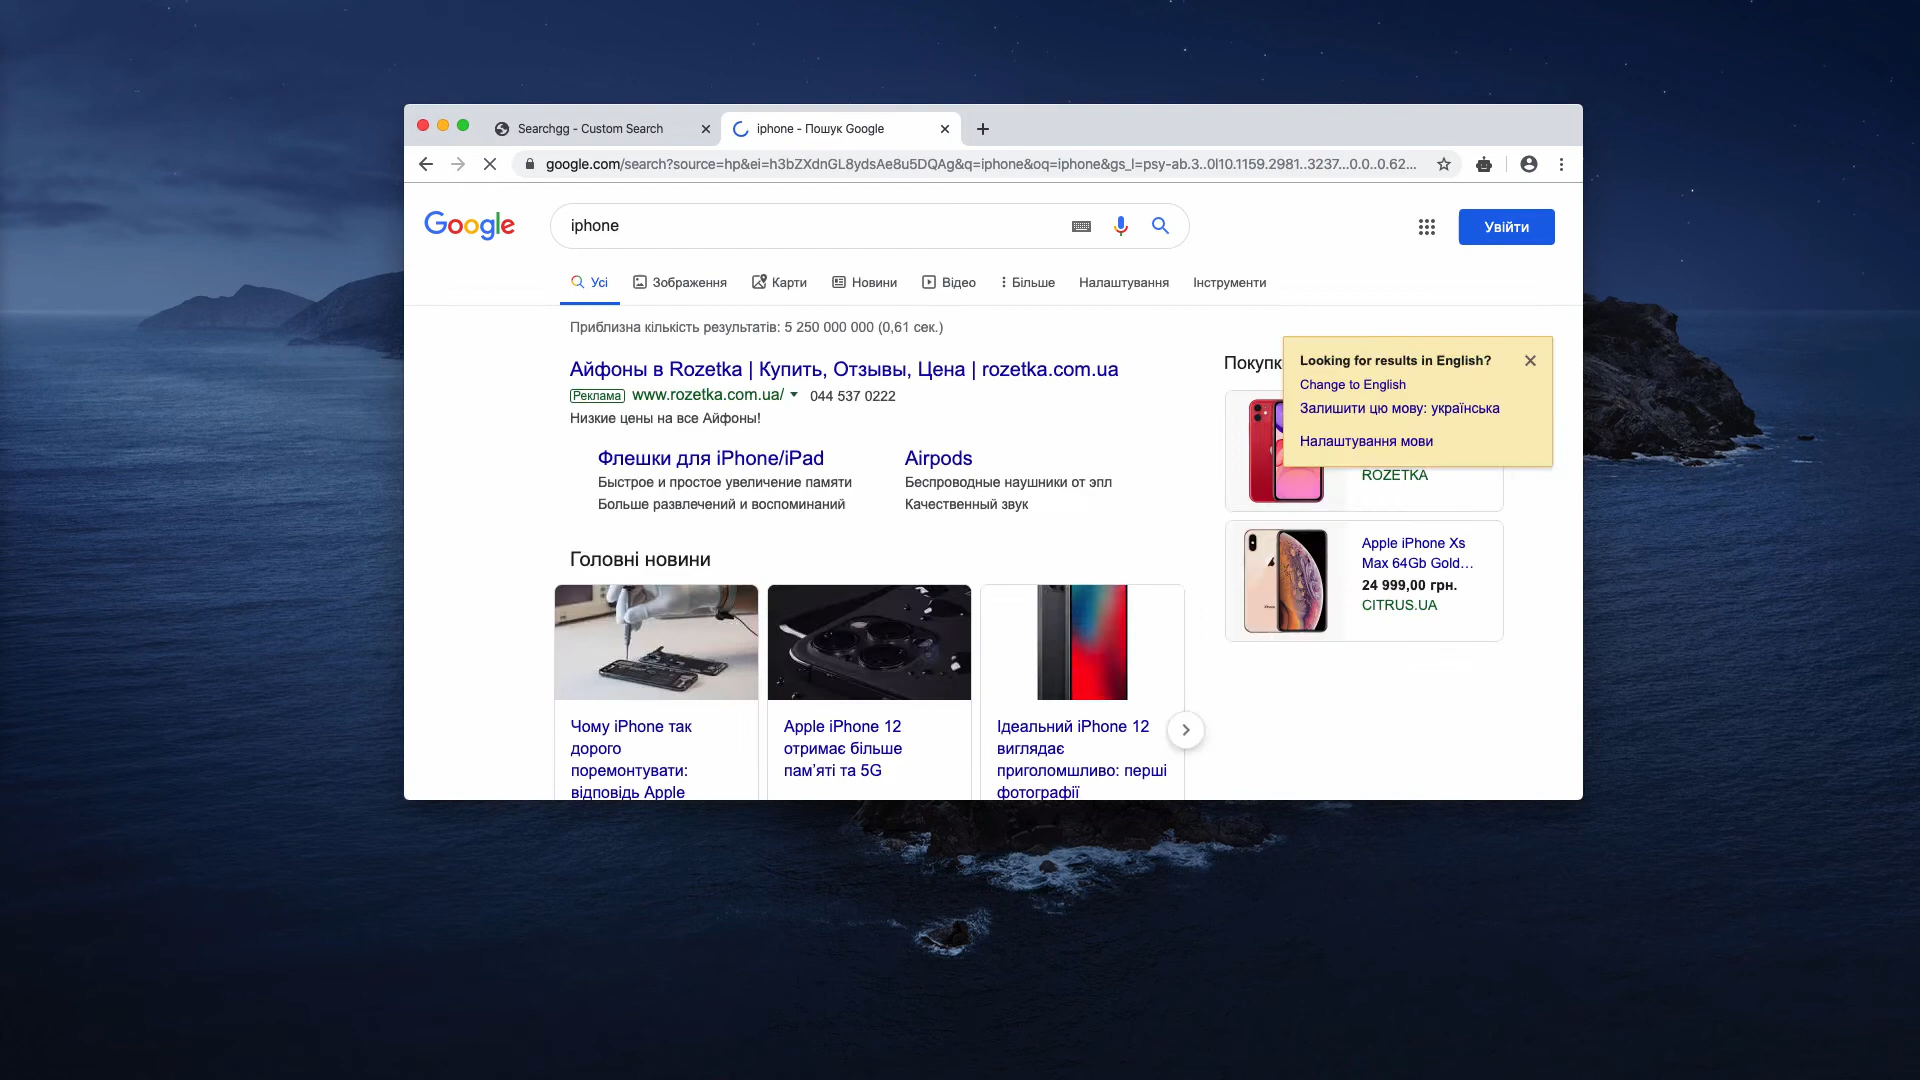 Searchgg - Custom Search
iphone - Пошук Google
google.com/search?source=hp&ei=h3bZXdnGL8ydsAe8u5DQAg&q=iphone&oq=iphone&gs_l=psy-ab.3..0l10.1159.2981..3237...0.0..0.62...
Google
iphone
Увійти
Усі
Зображення
Карти
Новини
Відео
Більше
Налаштування
Інструменти
Приблизна кількість результатів: 5 250 000 000 (0,61 сек.)
Айфоны в Rozetka | Купить, Отзывы, Цена | rozetka.com.ua
Реклама www.rozetka.com.ua/ 044 537 0222
Низкие цены на все Айфоны!
Флешки для iPhone/iPad
Быстрое и простое увеличение памяти
Больше развлечений и воспоминаний
Airpods
Беспроводные наушники от эпл
Качественный звук
Головні новини
Чому iPhone так
дорого
поремонтувати:
відповідь Apple
Apple iPhone 12
отримає більше
пам’яті та 5G
Ідеальний iPhone 12
виглядає
приголомшливо: перші
фотографії
Покупк
Looking for results in English?
Change to English
Залишити цю мову: українська
Налаштування мови
ROZETKA
Apple iPhone Xs
Max 64Gb Gold...
24 999,00 грн.
CITRUS.UA